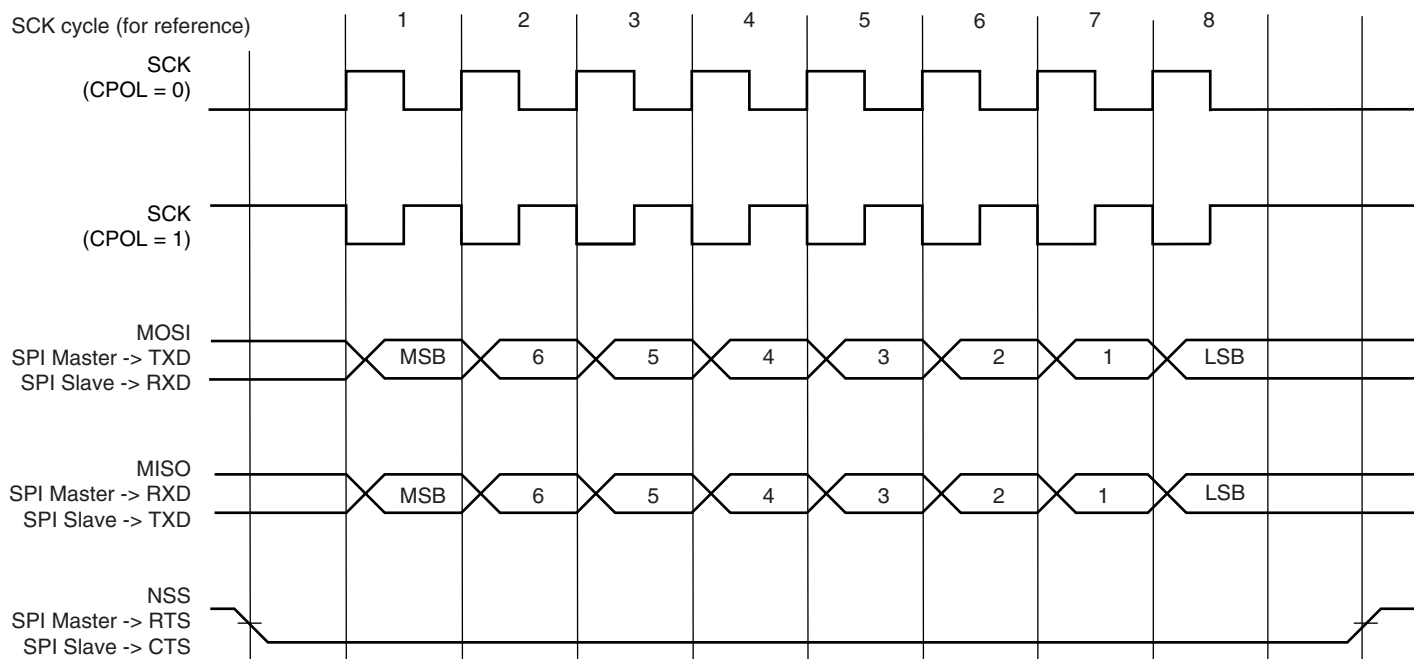 SCK cycle (for reference)
1 2 3 4 5 6 7 8
SCK
(CPOL = 0)
SCK
(CPOL = 1)
MOSI
SPI Master -> TXD
SPI Slave -> RXD
MSB 6 5 4 3 2 1 LSB
MISO
SPI Master -> RXD
SPI Slave -> TXD
MSB 6 5 4 3 2 1 LSB
NSS
SPI Master -> RTS
SPI Slave -> CTS